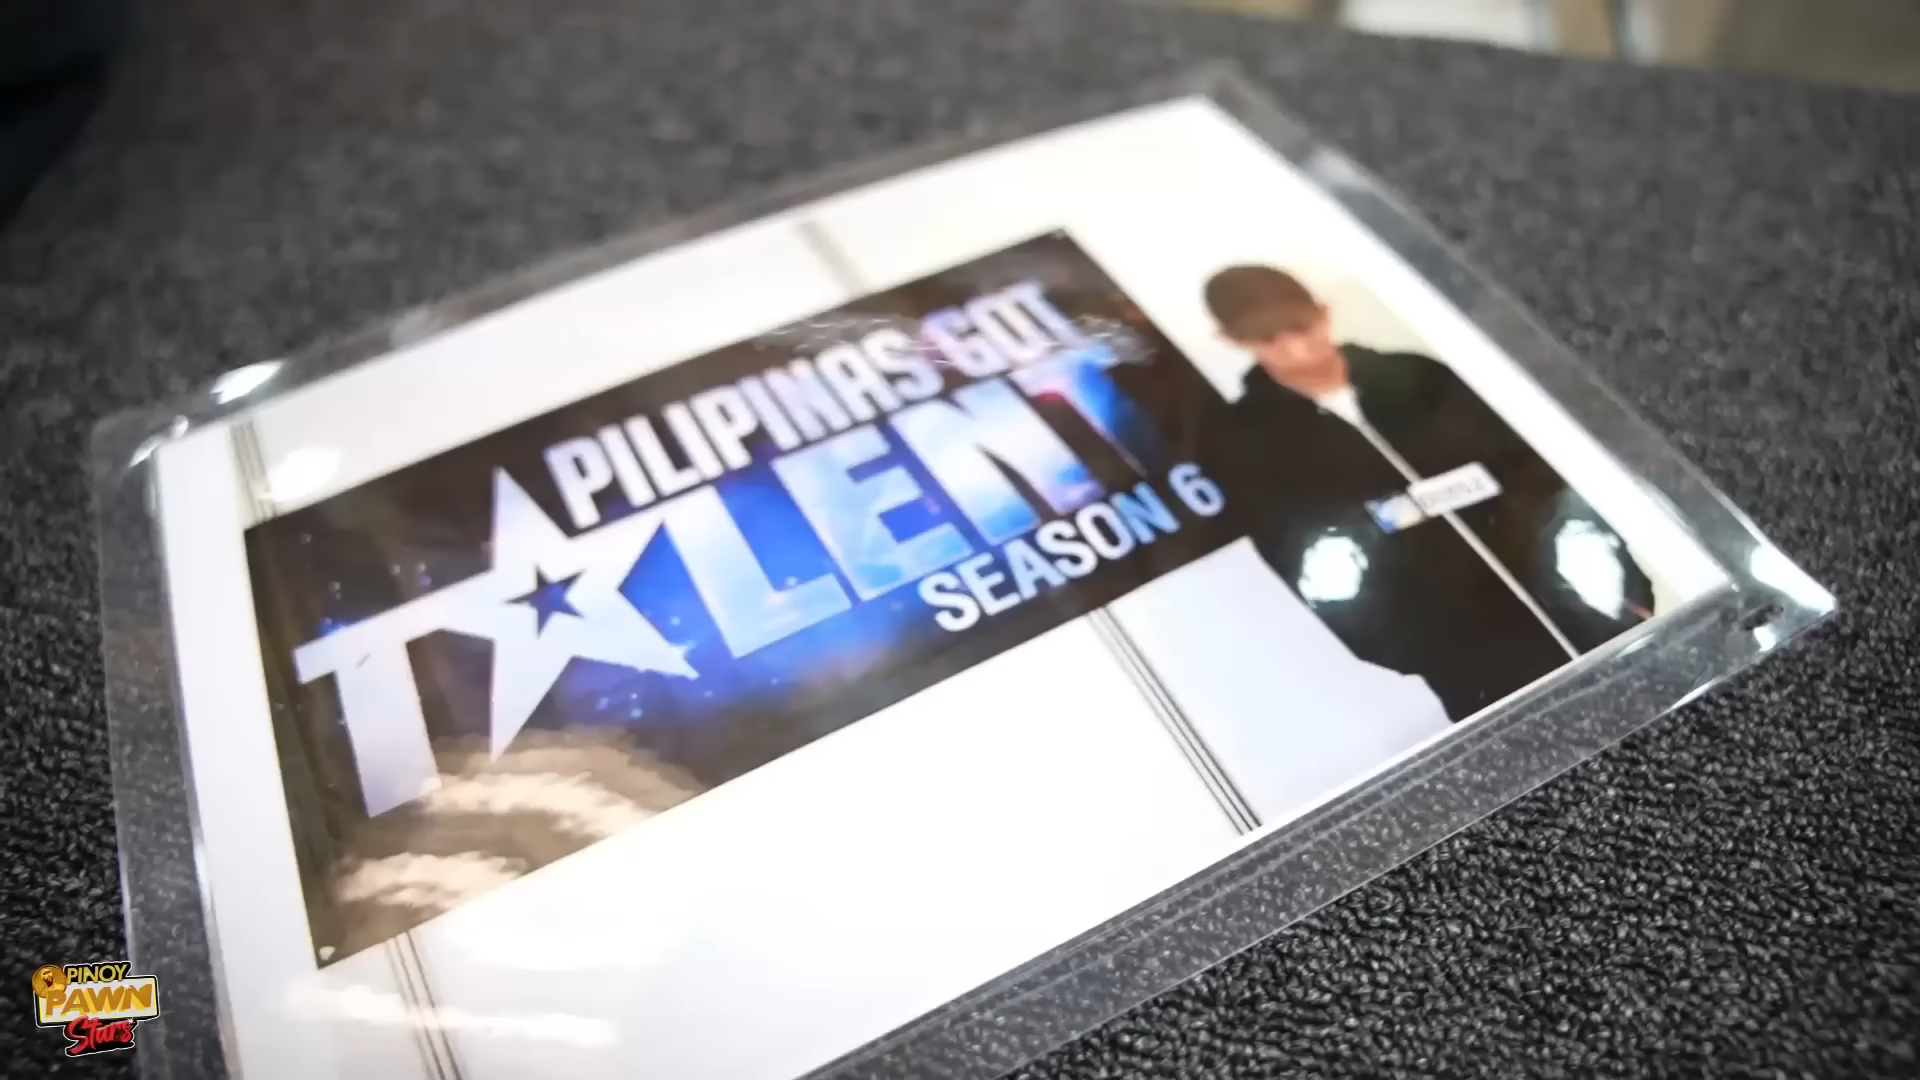 PILIPINAS GOT
TALENT
SEASON 6
PINOY
PAWN
Stars